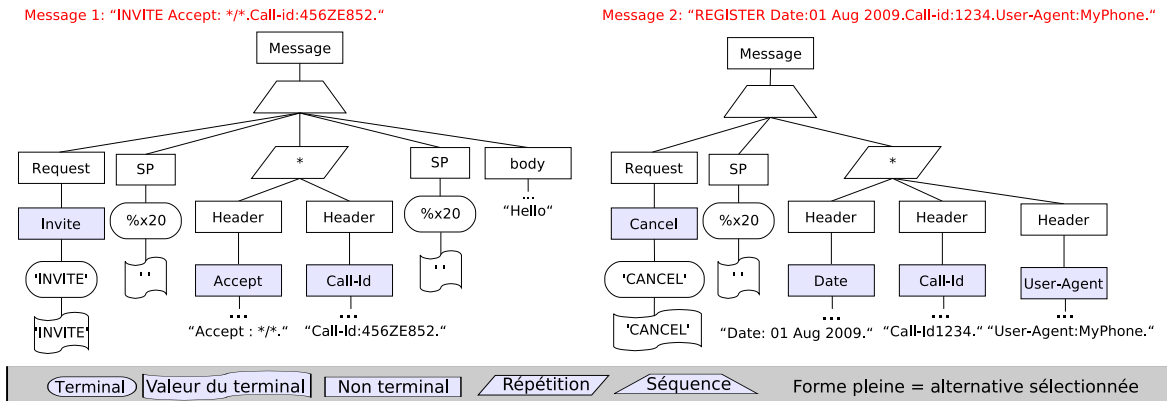 Message 1: “INVITE Accept: */*.Call-id:456ZE852.“
Message 2: “REGISTER Date:01 Aug 2009.Call-id:1234.User-Agent:MyPhone.“
Message
Message
Request
SP
*
SP
body
Request
SP
*
...
“Hello“
Invite
%x20
Header
Header
%x20
Cancel
%x20
Header
Header
Header
'INVITE'
' '
Accept
Call-Id
' '
'CANCEL'
' '
Date
Call-Id
User-Agent
...
...
...
...
...
'INVITE'
“Accept : */*.“
“Call-Id:456ZE852.“
'CANCEL'
“Date: 01 Aug 2009.“
“Call-Id1234.“
“User-Agent:MyPhone.“
Terminal
Valeur du terminal
Non terminal
Répétition
Séquence
Forme pleine = alternative sélectionnée